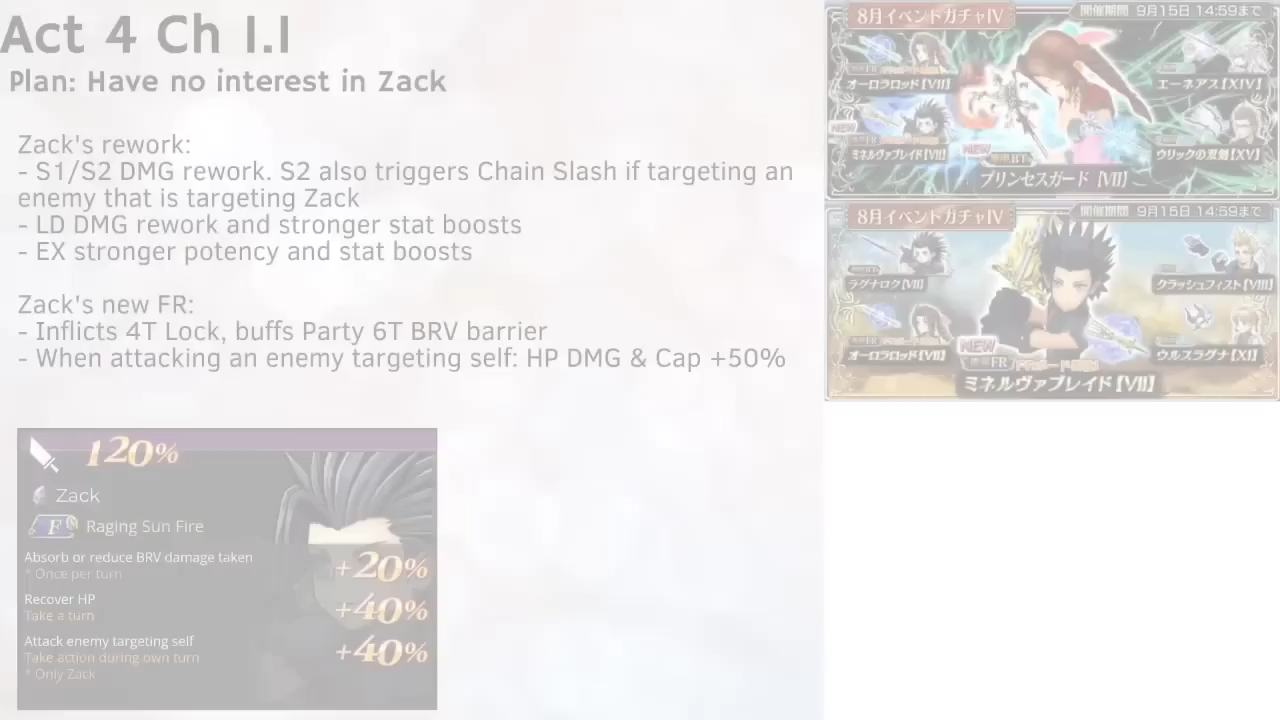 Act 4 Ch 1.1
Plan: Have no interest in Zack
Zack's rework:
- S1/S2 DMG rework. S2 also triggers Chain Slash if targeting an
enemy that is targeting Zack
- LD DMG rework and stronger stat boosts
- EX stronger potency and stat boosts
Zack's new FR:
- Inflicts 4T Lock, buffs Party 6T BRV barrier
- When attacking an enemy targeting self: HP DMG & Cap +50%
120%
Zack
F Raging Sun Fire
Absorb or reduce BRV damage taken
* Once per turn
+20%
Recover HP
Take a turn
+40%
Attack enemy targeting self
Take action during own turn
* Only Zack
+40%
8月イベントガチャⅣ
開催期間 9月15日 14:59まで
オーロラロッド【VII】
エーネアス【XIV】
NEW
ミネルヴァブレイド【VII】
NEW
ウリックの双剣【XV】
プリンセスガード【VII】
8月イベントガチャⅣ
開催期間 9月15日 14:59まで
ラグナロク【VII】
クラッシュフィスト【VIII】
オーロラロッド【VII】
NEW
FR
ウルスラグナ【XI】
ミネルヴァブレイド【VII】